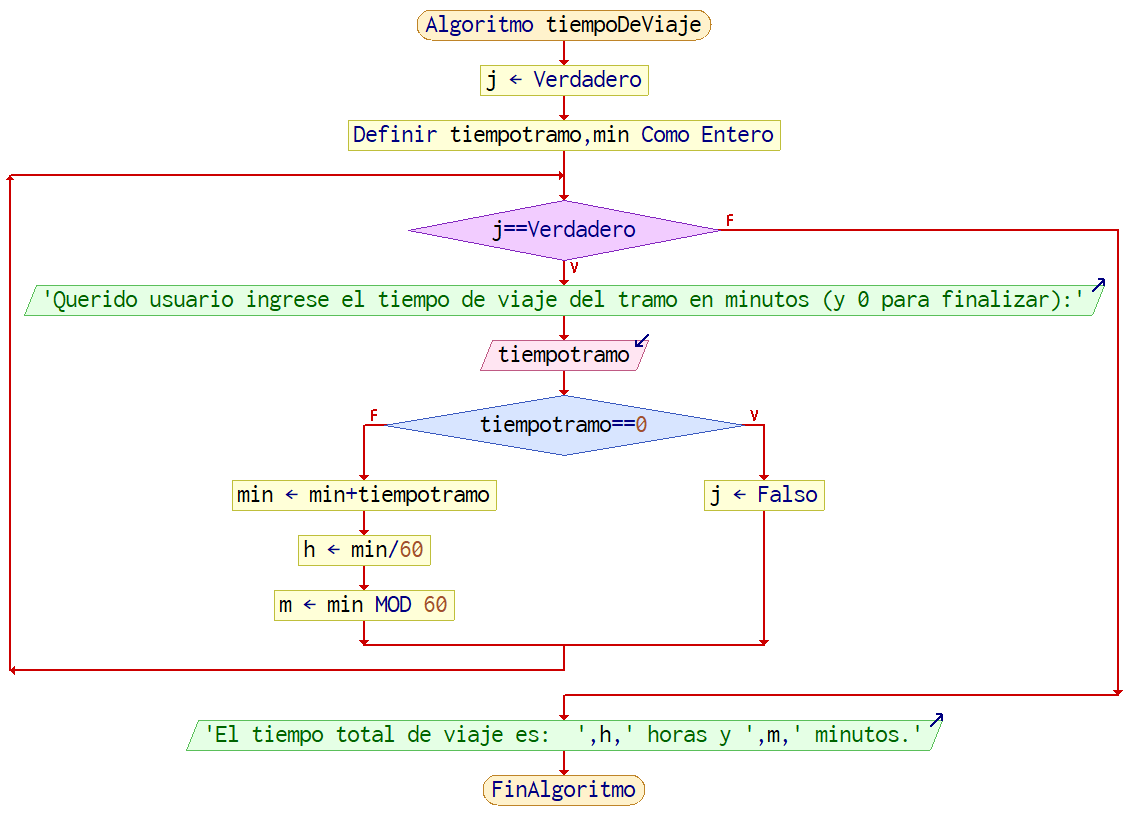 Algoritmo tiempoDeViaje
j ← Verdadero
Definir tiempotramo,min Como Entero
j==Verdadero
F
V
'Querido usuario ingrese el tiempo de viaje del tramo en minutos (y 0 para finalizar):'
tiempotramo
F
V
tiempotramo==0
min ← min+tiempotramo
j ← Falso
h ← min/60
m ← min MOD 60
'El tiempo total de viaje es:  ',h,' horas y ',m,' minutos.'
FinAlgoritmo